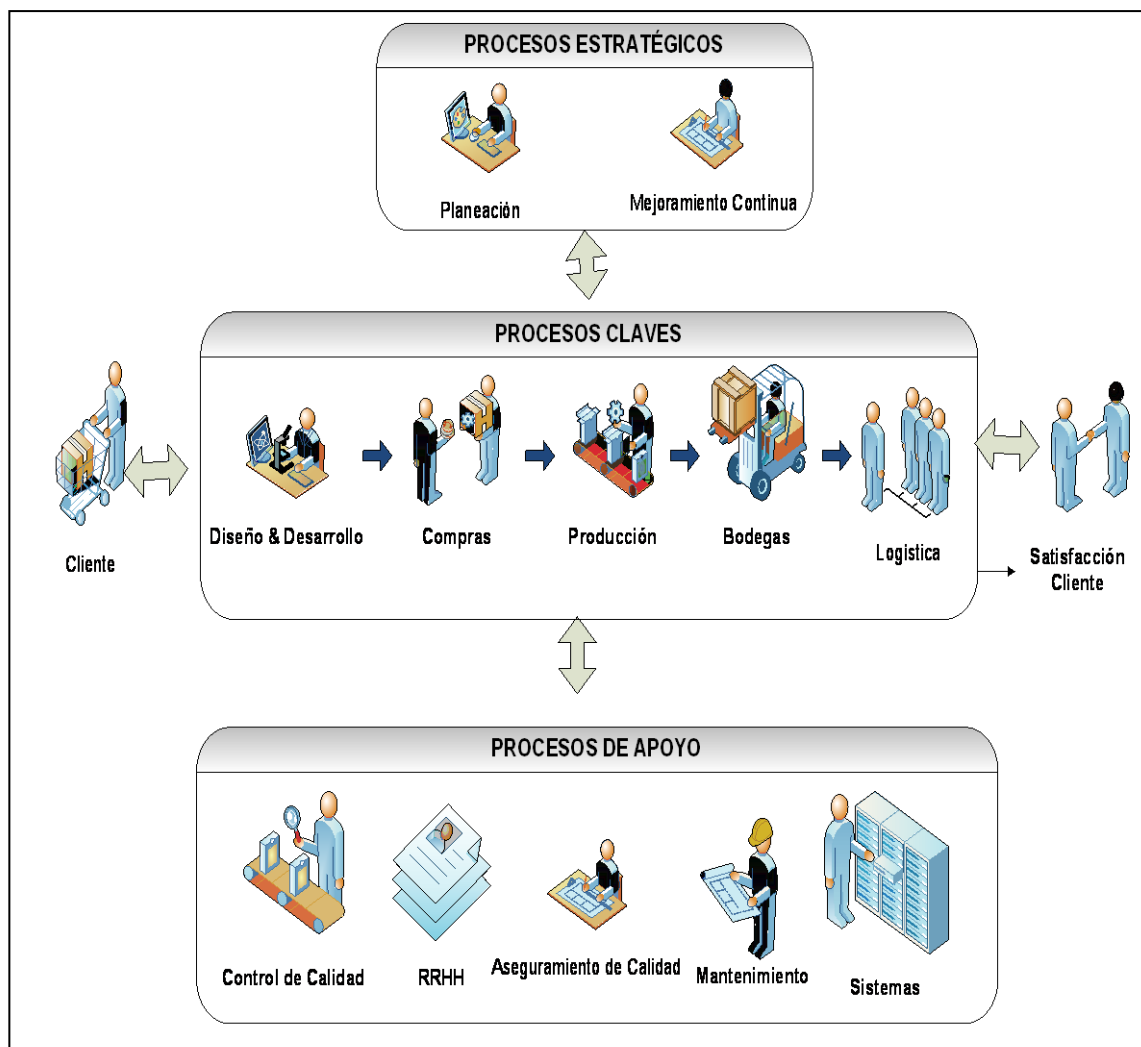 PROCESOS ESTRATÉGICOS
Planeación
Mejoramiento Continua
PROCESOS CLAVES
Cliente
Diseño & Desarrollo
Compras
Producción
Bodegas
Logística
Satisfacción
Cliente
PROCESOS DE APOYO
Control de Calidad
RRHH
Aseguramiento de Calidad
Mantenimiento
Sistemas